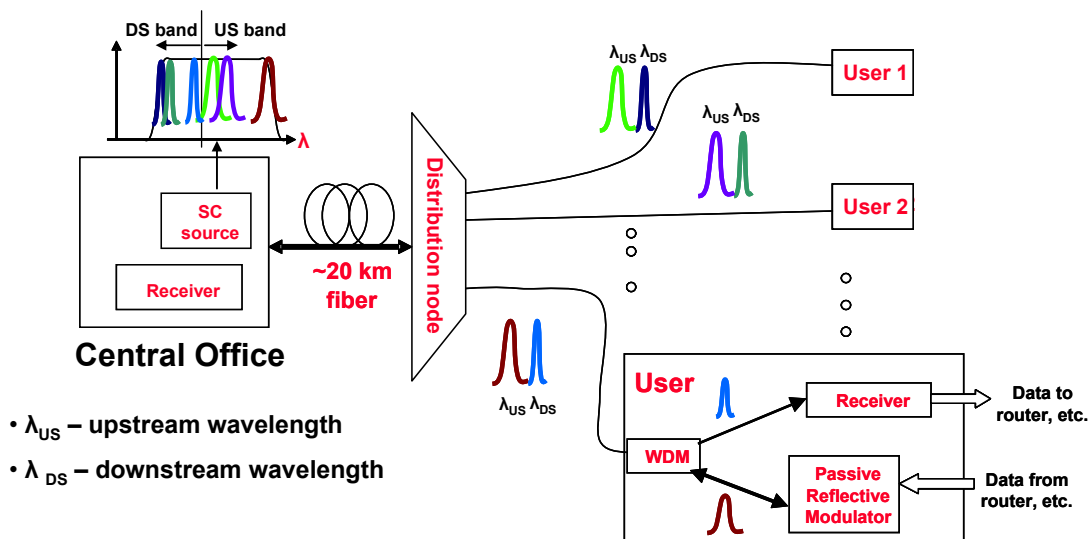 DS band
US band
λ
SC
source
Receiver
Central Office
~20 km
fiber
Distribution node
λUS λDS
User 1
λUS λDS
User 2
λUS λDS
User
Receiver
Data to
router, etc.
WDM
Passive
Reflective
Modulator
Data from
router, etc.
• λUS – upstream wavelength
• λ DS – downstream wavelength